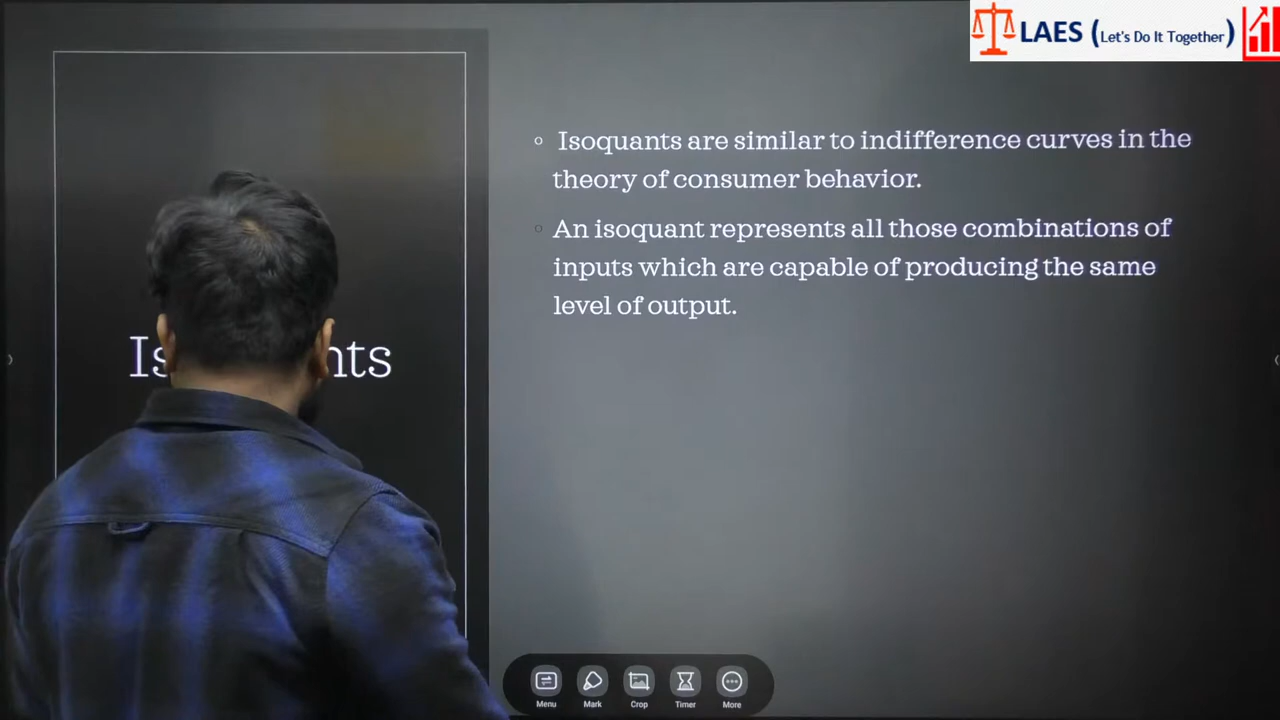 LAES (Let's Do It Together)
Isoquants are similar to indifference curves in the
theory of consumer behavior.
An isoquant represents all those combinations of
inputs which are capable of producing the same
level of output.
Menu Mark Crop Timer More